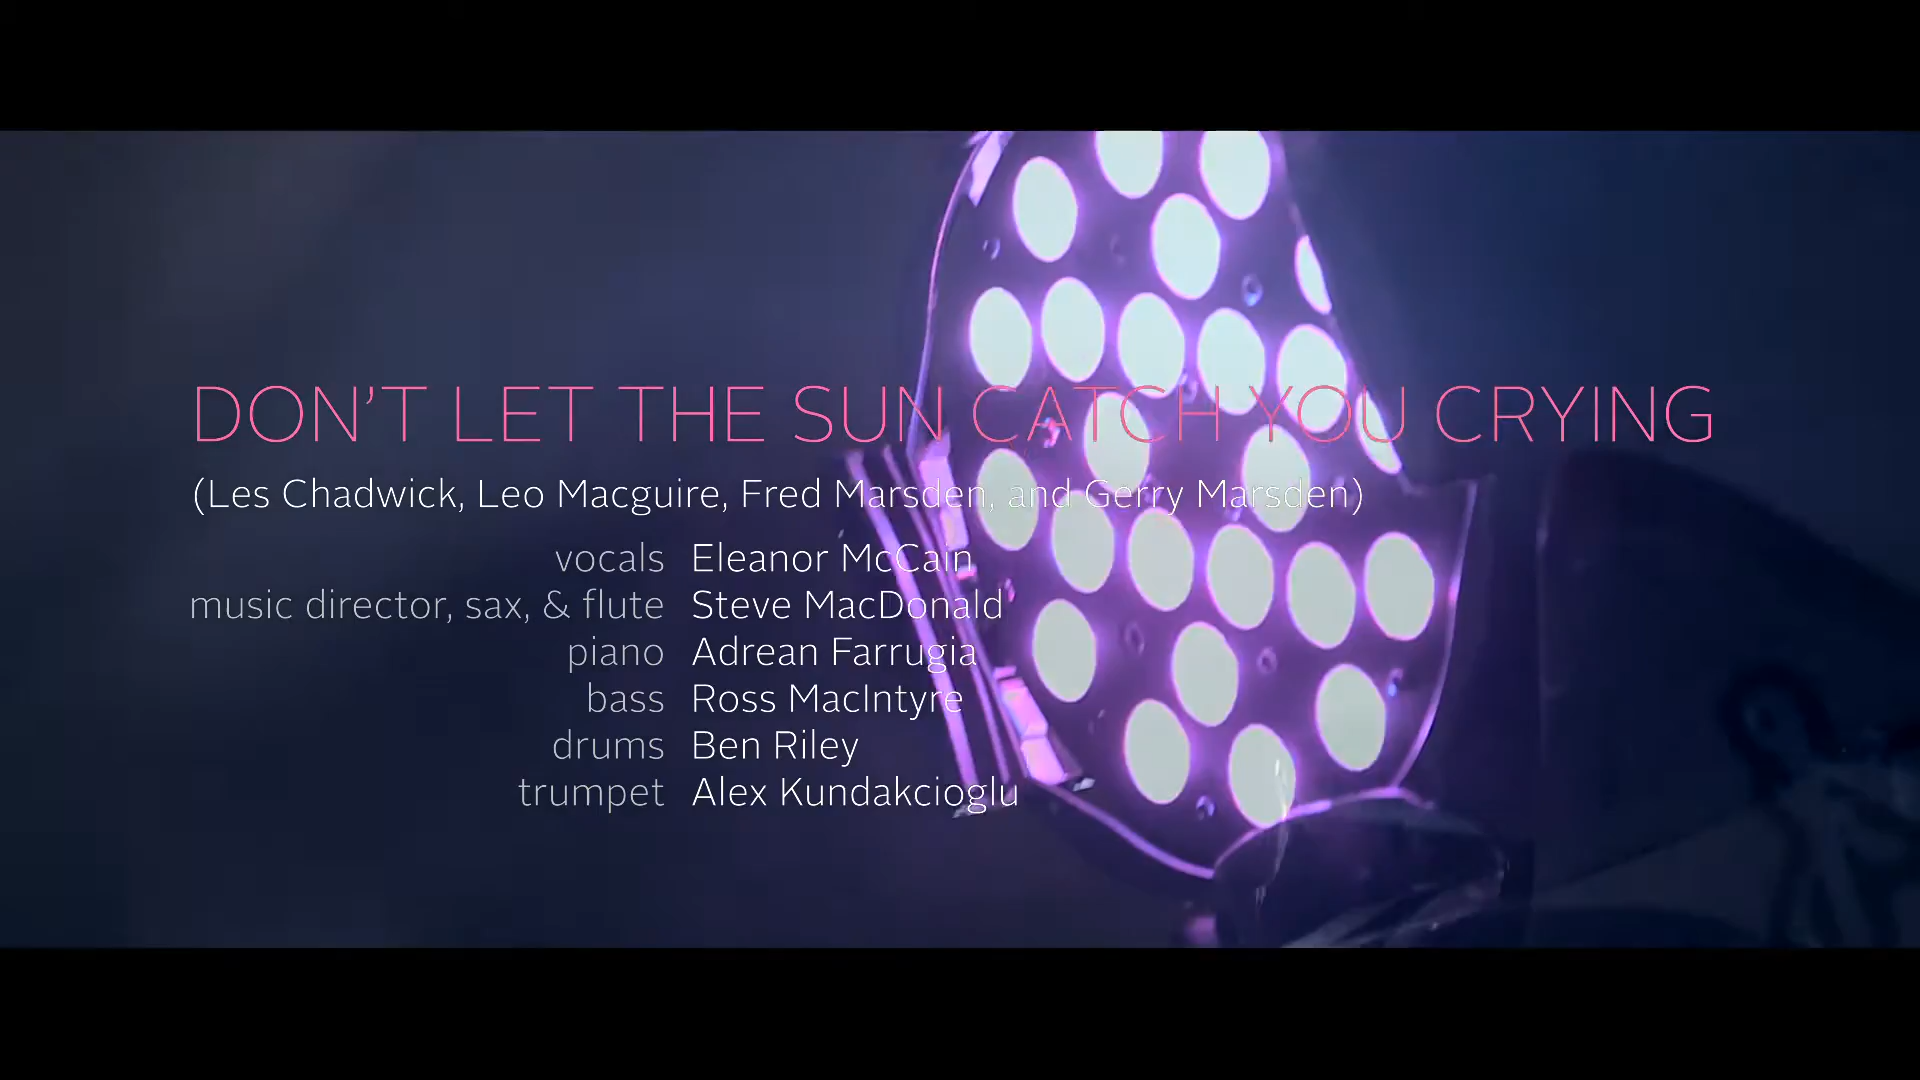 DON’T LET THE SUN CATCH YOU CRYING
(Les Chadwick, Leo Macguire, Fred Marsden, and Gerry Marsden)
vocals Eleanor McCain
music director, sax, & flute Steve MacDonald
piano Adrean Farrugia
bass Ross MacIntyre
drums Ben Riley
trumpet Alex Kundakcioglu